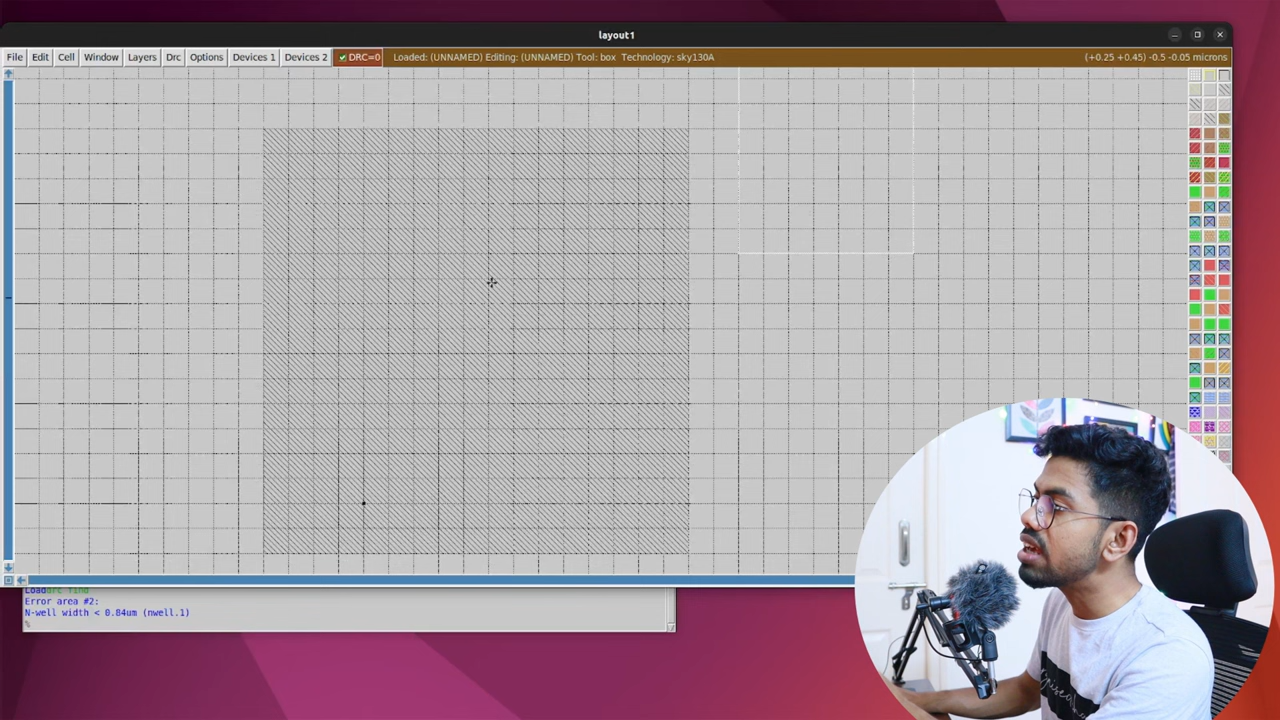 layout1
File Edit Cell Window Layers Drc Options Devices 1 Devices 2 DRC=0 Loaded: (UNNAMED) Editing: (UNNAMED) Tool: box Technology: sky130A (+0.25 +0.45) -0.5 -0.05 microns
Loaddrc find
Error area #2:
N-well width < 0.84um (nwell.1)
%